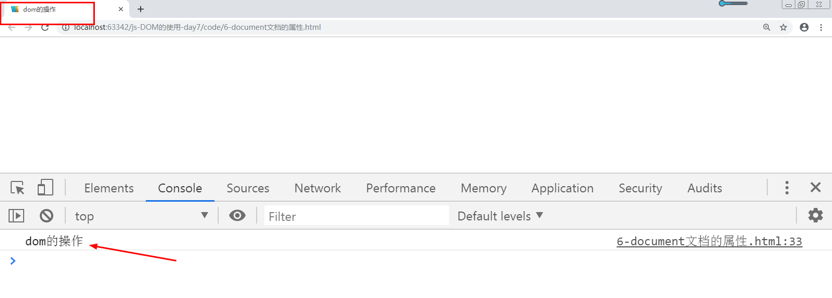 dom的操作
localhost:63342/js-DOM的使用-day7/code/6-document文档的属性.html
Elements Console Sources Network Performance Memory Application Security Audits
top Filter Default levels
dom的操作 6-document文档的属性.html:33